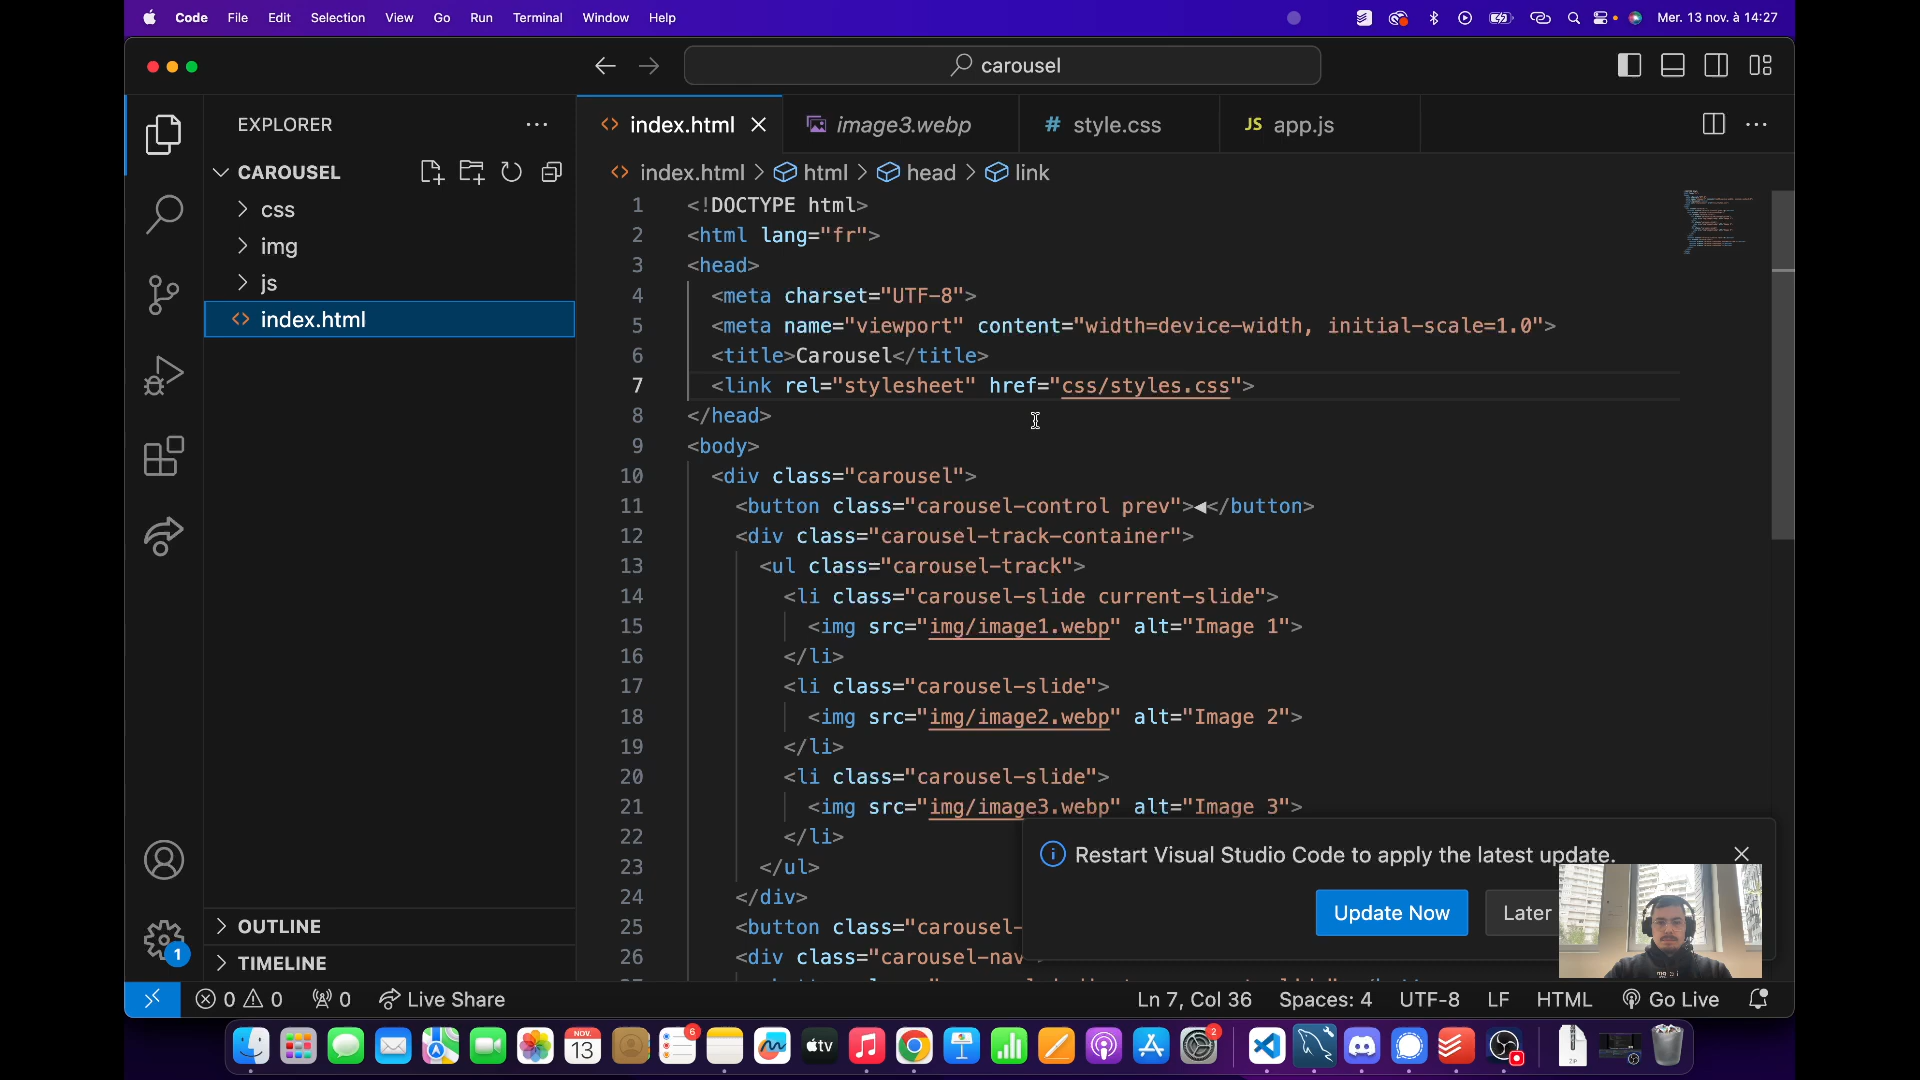 Code File Edit Selection View Go Run Terminal Window Help Mer. 13 nov. à 14:27
carousel
EXPLORER
CAROUSEL
css
img
js
index.html
OUTLINE
TIMELINE
index.html image3.webp # style.css JS app.js
index.html > html > head > link
1 <!DOCTYPE html>
2 <html lang="fr">
3 <head>
4 <meta charset="UTF-8">
5 <meta name="viewport" content="width=device-width, initial-scale=1.0">
6 <title>Carousel</title>
7 <link rel="stylesheet" href="css/styles.css">
8 </head>
9 <body>
10 <div class="carousel">
11 <button class="carousel-control prev">◀</button>
12 <div class="carousel-track-container">
13 <ul class="carousel-track">
14 <li class="carousel-slide current-slide">
15 <img src="img/image1.webp" alt="Image 1">
16 </li>
17 <li class="carousel-slide">
18 <img src="img/image2.webp" alt="Image 2">
19 </li>
20 <li class="carousel-slide">
21 <img src="img/image3.webp" alt="Image 3">
22 </li>
23 </ul>
24 </div>
25 <button class="carousel-
26 <div class="carousel-nav
Restart Visual Studio Code to apply the latest update.
Update Now Later
1
0 0 0 Live Share Ln 7, Col 36 Spaces: 4 UTF-8 LF HTML Go Live
NOV.
13
6
tv
2
ZIP